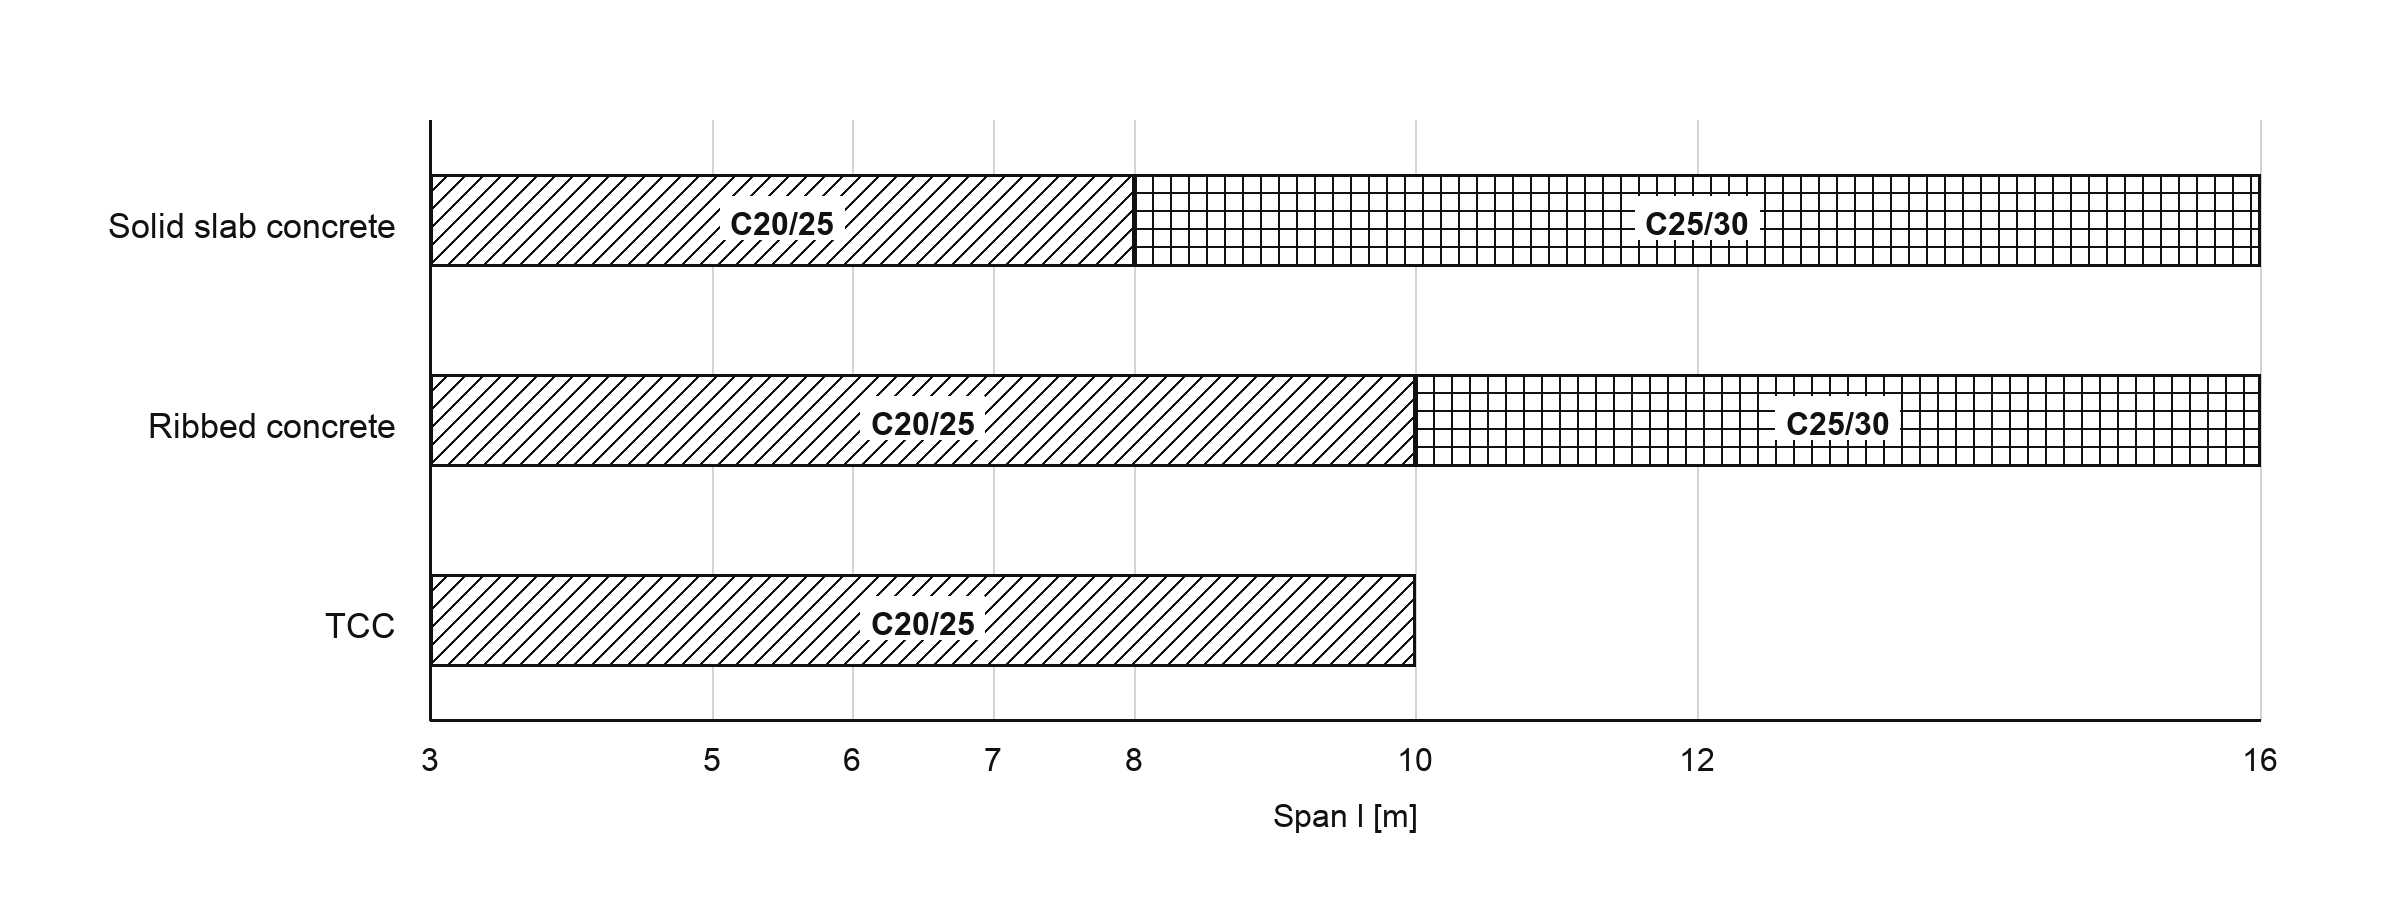 Solid slab concrete
C20/25
C25/30
Ribbed concrete
C20/25
C25/30
TCC
C20/25
3 5 6 7 8 10 12 16
Span l [m]